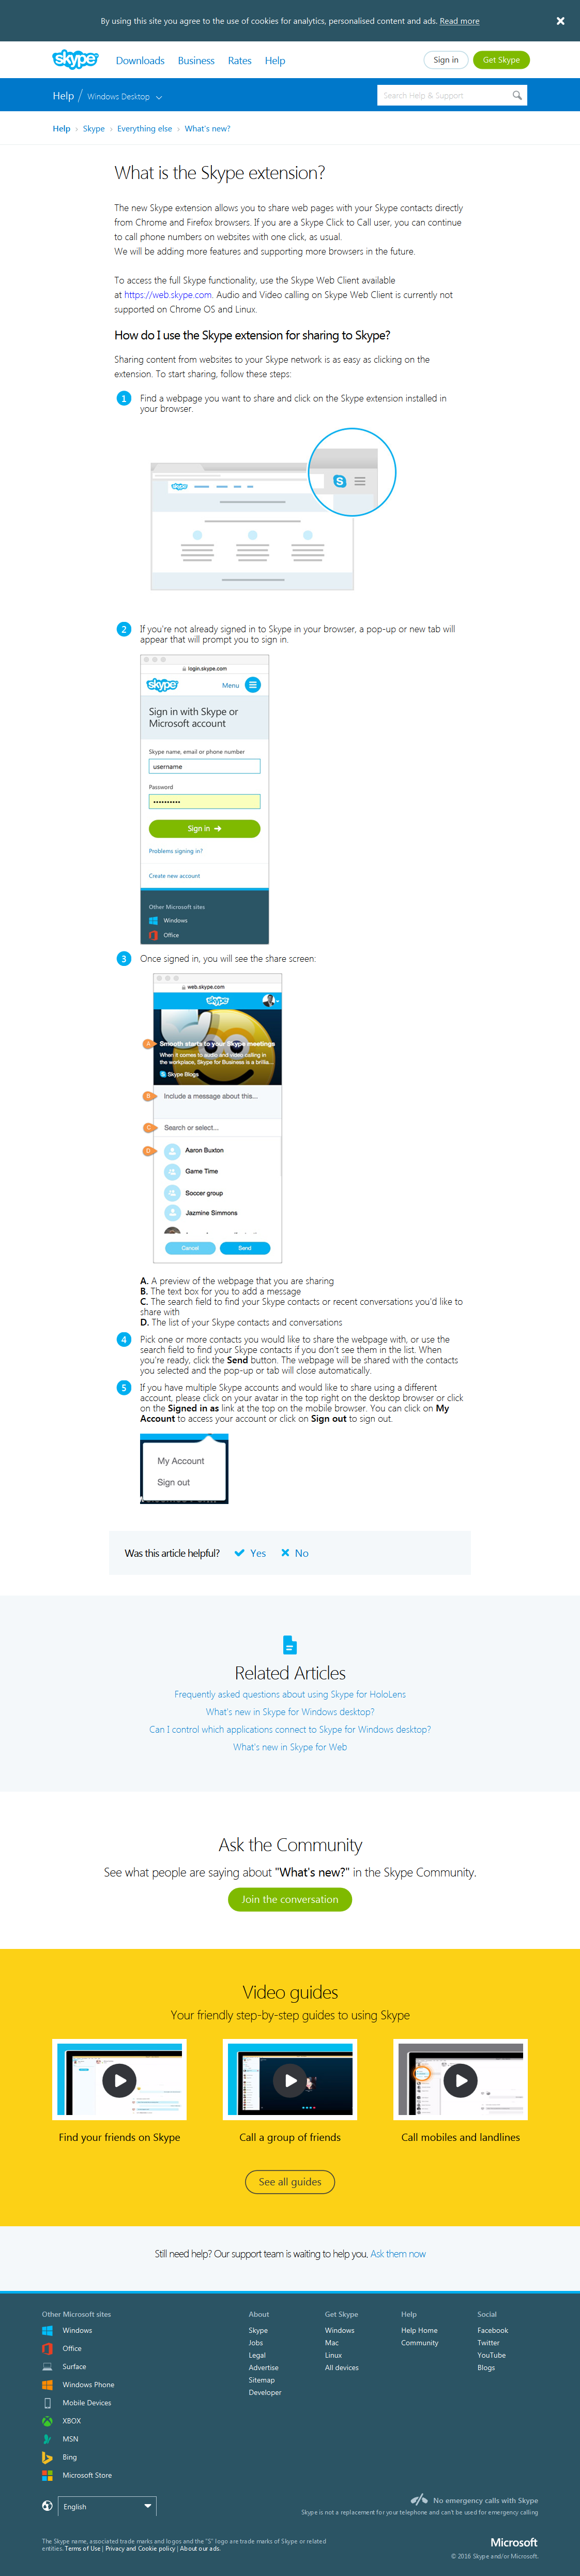 By using this site you agree to the use of cookies for analytics, personalised content and ads. Read more
skype
Downloads
Business
Rates
Help
Sign in
Get Skype
Help / Windows Desktop
Search Help & Support
Help › Skype › Everything else › What's new?
What is the Skype extension?
The new Skype extension allows you to share web pages with your Skype contacts directly
from Chrome and Firefox browsers. If you are a Skype Click to Call user, you can continue
to call phone numbers on websites with one click, as usual.
We will be adding more features and supporting more browsers in the future.
To access the full Skype functionality, use the Skype Web Client available
at https://web.skype.com. Audio and Video calling on Skype Web Client is currently not
supported on Chrome OS and Linux.
How do I use the Skype extension for sharing to Skype?
Sharing content from websites to your Skype network is as easy as clicking on the
extension. To start sharing, follow these steps:
1 Find a webpage you want to share and click on the Skype extension installed in
your browser.
skype
2 If you're not already signed in to Skype in your browser, a pop-up or new tab will
appear that will prompt you to sign in.
login.skype.com
skype
Menu
Sign in with Skype or
Microsoft account
Skype name, email or phone number
username
Password
Sign in
Problems signing in?
Create new account
Other Microsoft sites
Windows
Office
3 Once signed in, you will see the share screen:
web.skype.com
skype
A Smooth starts to your Skype meetings
When it comes to audio and video calling in
the workplace, Skype for Business is a brillia...
Skype Blogs
B Include a message about this...
C Search or select...
D Aaron Buxton
Game Time
Soccer group
Jazmine Simmons
Cancel
Send
A. A preview of the webpage that you are sharing
B. The text box for you to add a message
C. The search field to find your Skype contacts or recent conversations you'd like to
share with
D. The list of your Skype contacts and conversations
4 Pick one or more contacts you would like to share the webpage with, or use the
search field to find your Skype contacts if you don't see them in the list. When
you're ready, click the Send button. The webpage will be shared with the contacts
you selected and the pop-up or tab will close automatically.
5 If you have multiple Skype accounts and would like to share using a different
account, please click on your avatar in the top right on the desktop browser or click
on the Signed in as link at the top on the mobile browser. You can click on My
Account to access your account or click on Sign out to sign out.
My Account
Sign out
Was this article helpful?
Yes
No
Related Articles
Frequently asked questions about using Skype for HoloLens
What's new in Skype for Windows desktop?
Can I control which applications connect to Skype for Windows desktop?
What's new in Skype for Web
Ask the Community
See what people are saying about "What's new?" in the Skype Community.
Join the conversation
Video guides
Your friendly step-by-step guides to using Skype
Find your friends on Skype
Call a group of friends
Call mobiles and landlines
See all guides
Still need help? Our support team is waiting to help you. Ask them now
Other Microsoft sites
Windows
Office
Surface
Windows Phone
Mobile Devices
XBOX
MSN
Bing
Microsoft Store
About
Skype
Jobs
Legal
Advertise
Sitemap
Developer
Get Skype
Windows
Mac
Linux
All devices
Help
Help Home
Community
Social
Facebook
Twitter
YouTube
Blogs
English
No emergency calls with Skype
Skype is not a replacement for your telephone and can't be used for emergency calling
The Skype name, associated trade marks and logos and the "S" logo are trade marks of Skype or related
entities. Terms of Use | Privacy and Cookie policy | About our ads.
Microsoft
© 2016 Skype and/or Microsoft.